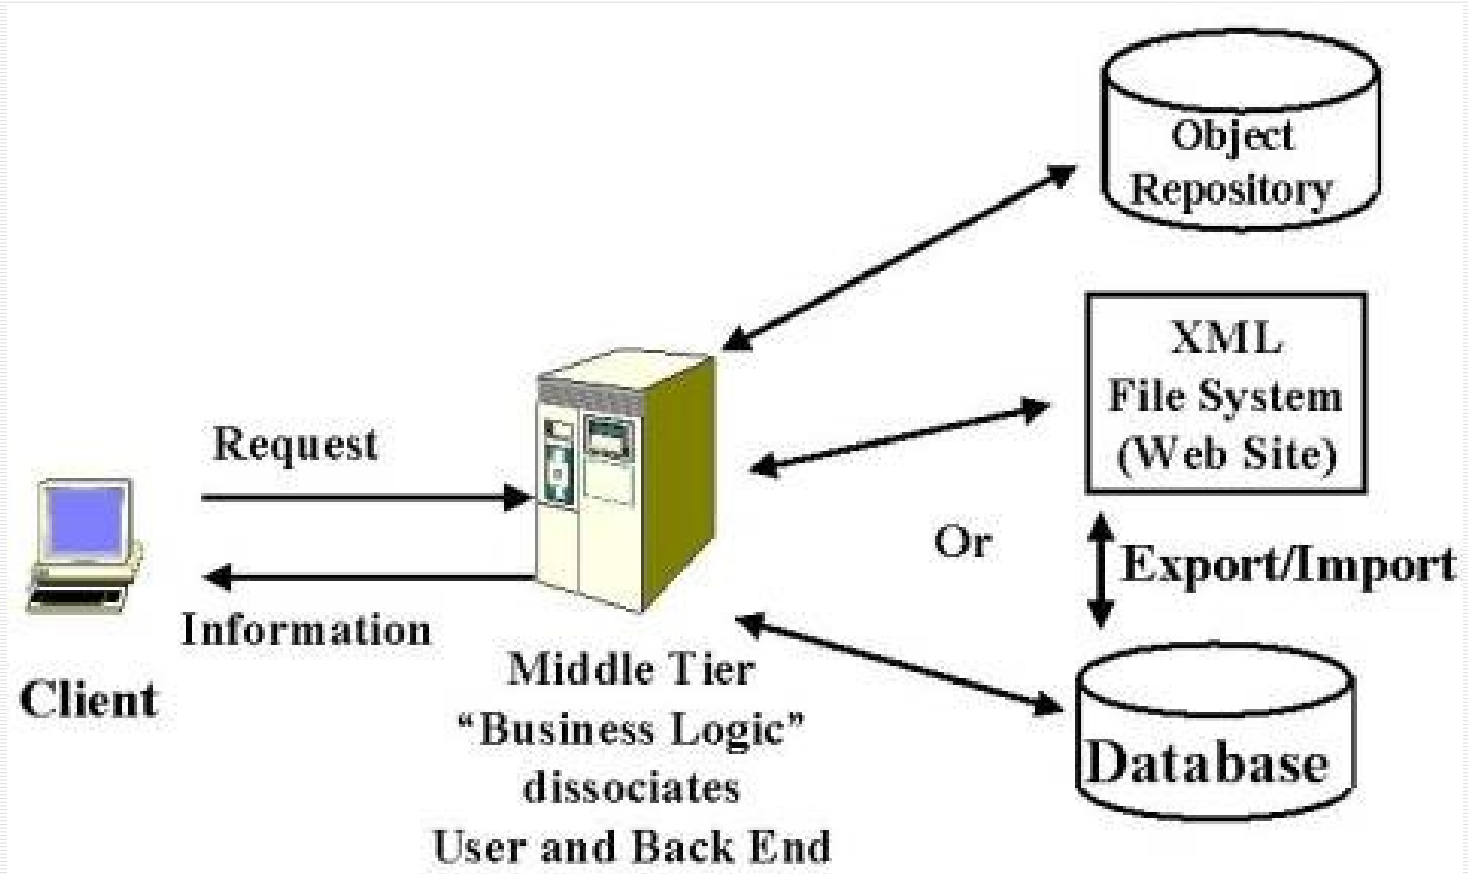 Object
Repository
XML
File System
(Web Site)
Request
Or
Export/Import
Information
Client
Middle Tier
“Business Logic”
dissociates
User and Back End
Database